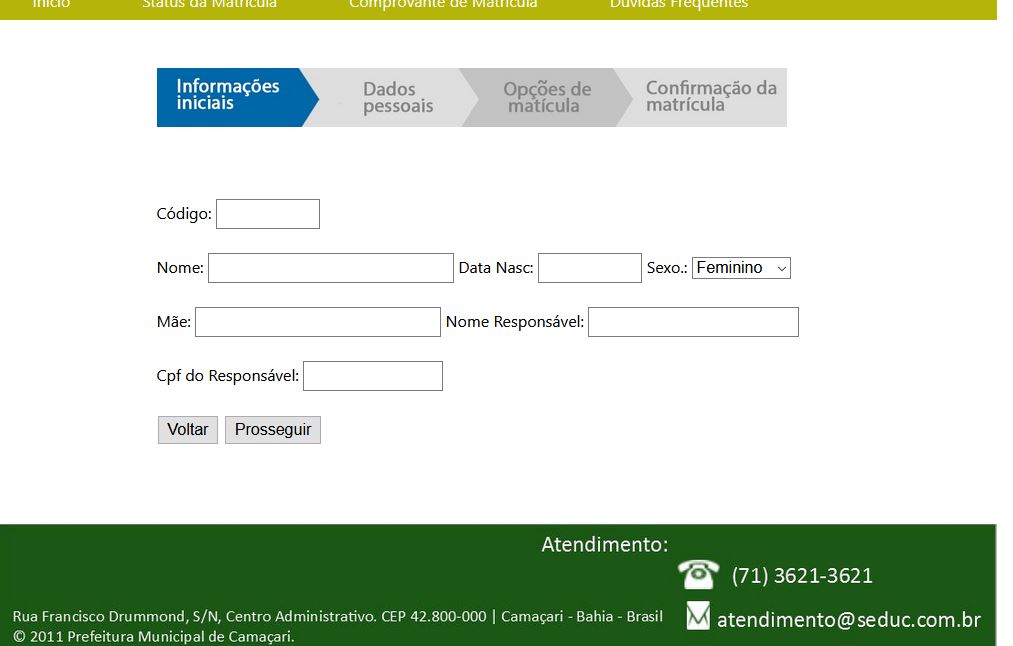 Início Status da Matrícula Comprovante de Matrícula Dúvidas Frequentes
Informações iniciais
Dados pessoais
Opções de matícula
Confirmação da matrícula
Código:
Nome: Data Nasc: Sexo.: Feminino
Mãe: Nome Responsável:
Cpf do Responsável:
Voltar Prosseguir
Atendimento:
(71) 3621-3621
atendimento@seduc.com.br
Rua Francisco Drummond, S/N, Centro Administrativo. CEP 42.800-000 | Camaçari - Bahia - Brasil
© 2011 Prefeitura Municipal de Camaçari.